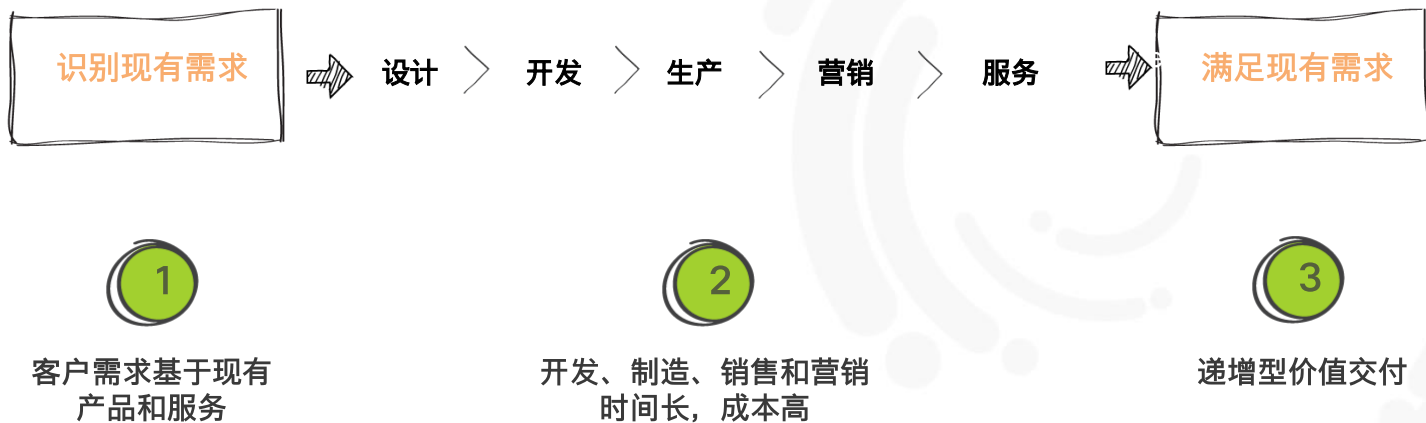 识别现有需求
设计
开发
生产
营销
服务
满足现有需求
1
2
3
客户需求基于现有
产品和服务
开发、制造、销售和营销
时间长，成本高
递增型价值交付